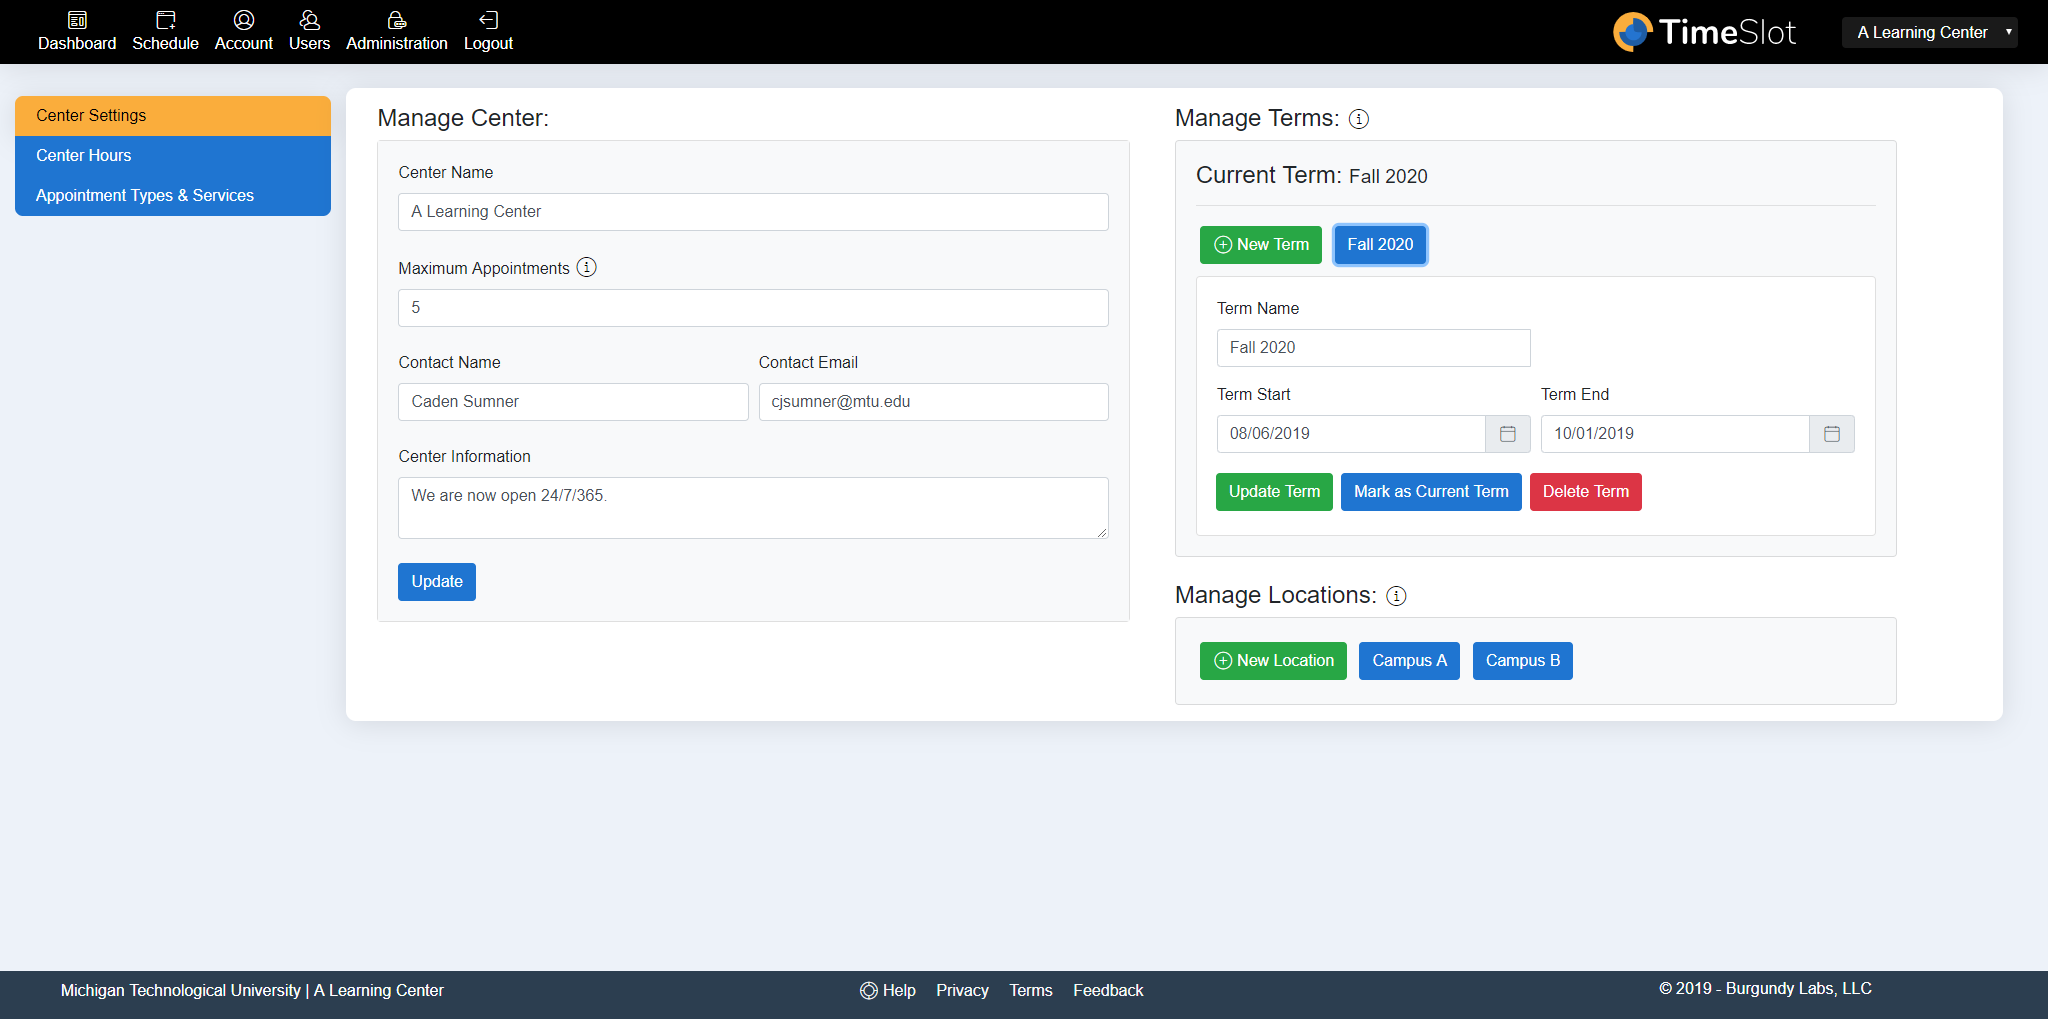 Dashboard Schedule Account Users Administration Logout
TimeSlot
A Learning Center
Center Settings
Center Hours
Appointment Types & Services
Manage Center:
Center Name
A Learning Center
Maximum Appointments
5
Contact Name Contact Email
Caden Sumner cjsumner@mtu.edu
Center Information
We are now open 24/7/365.
Update
Manage Terms:
Current Term: Fall 2020
New Term Fall 2020
Term Name
Fall 2020
Term Start Term End
08/06/2019 10/01/2019
Update Term Mark as Current Term Delete Term
Manage Locations:
New Location Campus A Campus B
Michigan Technological University | A Learning Center
Help Privacy Terms Feedback
© 2019 - Burgundy Labs, LLC